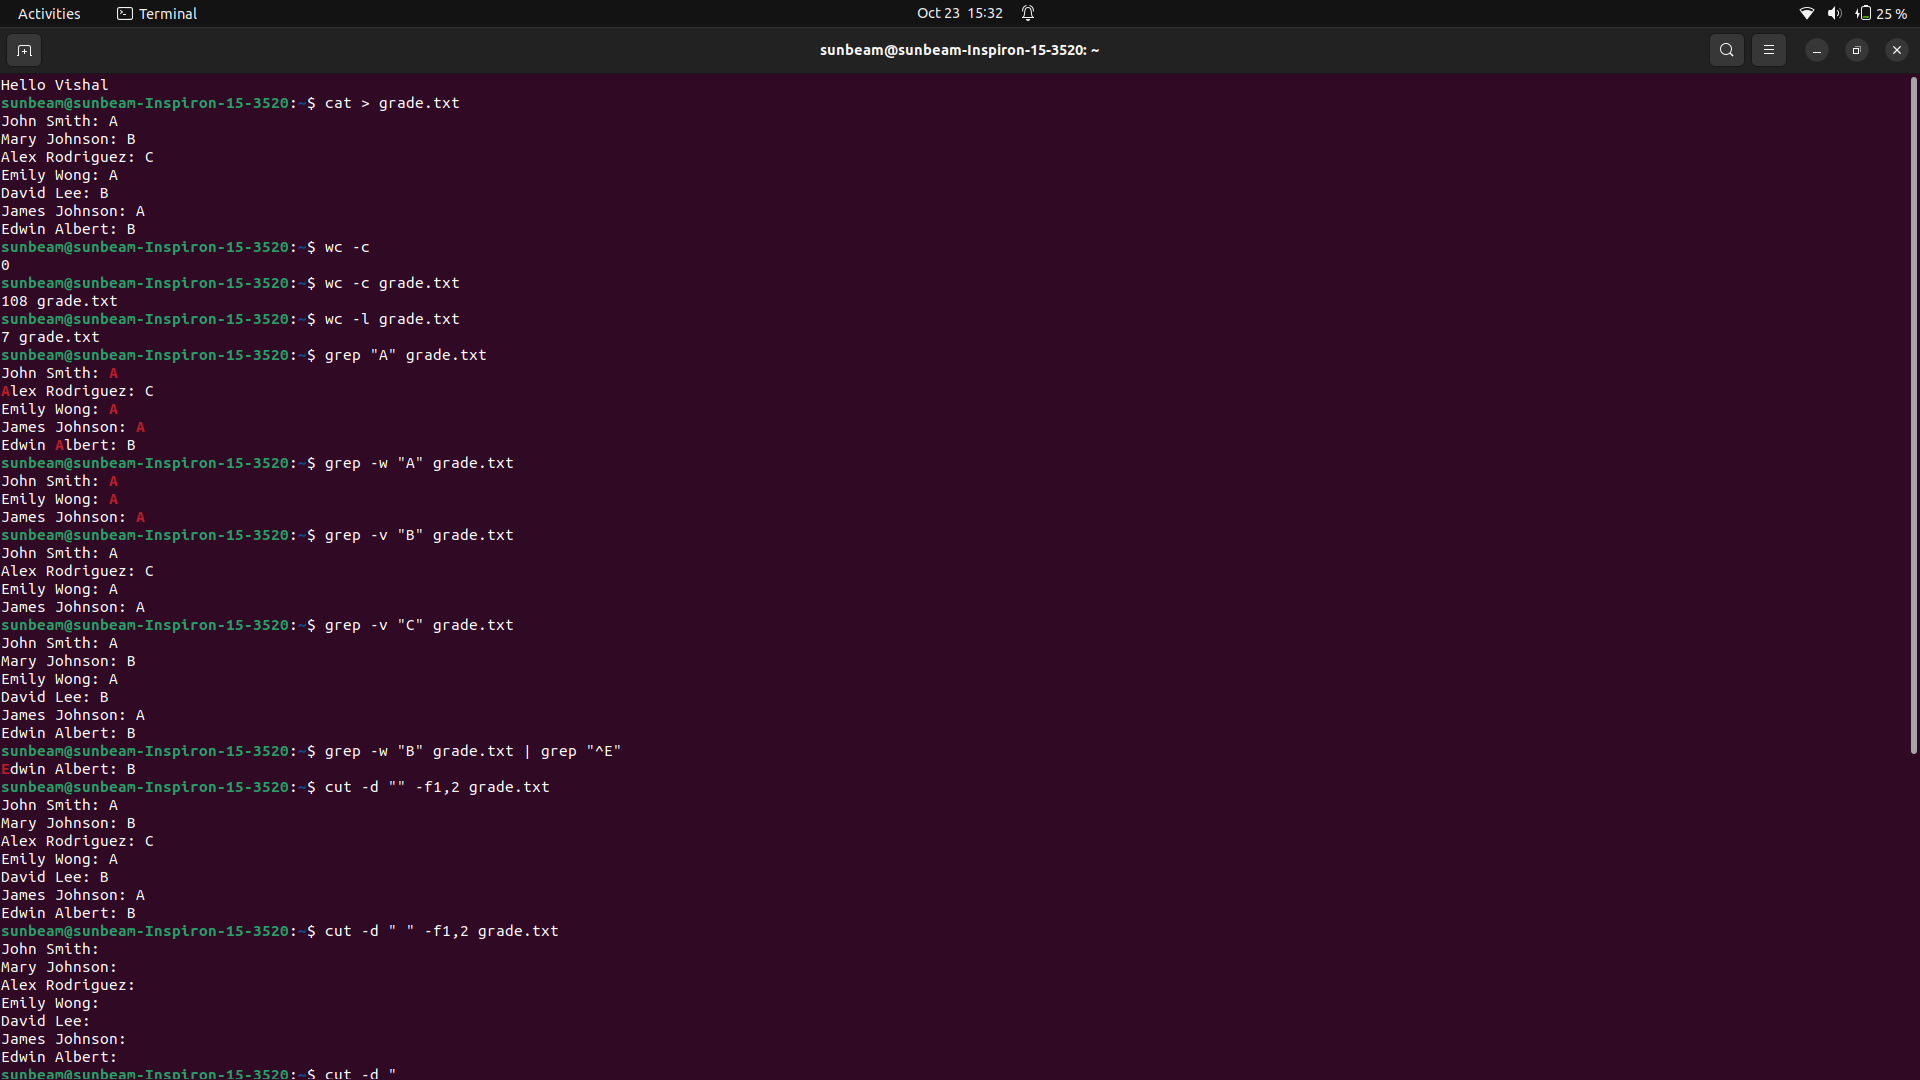 Activities Terminal Oct 23 15:32 25 %
sunbeam@sunbeam-Inspiron-15-3520: ~
Hello Vishal
sunbeam@sunbeam-Inspiron-15-3520:~$ cat > grade.txt
John Smith: A
Mary Johnson: B
Alex Rodriguez: C
Emily Wong: A
David Lee: B
James Johnson: A
Edwin Albert: B
sunbeam@sunbeam-Inspiron-15-3520:~$ wc -c
0
sunbeam@sunbeam-Inspiron-15-3520:~$ wc -c grade.txt
108 grade.txt
sunbeam@sunbeam-Inspiron-15-3520:~$ wc -l grade.txt
7 grade.txt
sunbeam@sunbeam-Inspiron-15-3520:~$ grep "A" grade.txt
John Smith: A
Alex Rodriguez: C
Emily Wong: A
James Johnson: A
Edwin Albert: B
sunbeam@sunbeam-Inspiron-15-3520:~$ grep -w "A" grade.txt
John Smith: A
Emily Wong: A
James Johnson: A
sunbeam@sunbeam-Inspiron-15-3520:~$ grep -v "B" grade.txt
John Smith: A
Alex Rodriguez: C
Emily Wong: A
James Johnson: A
sunbeam@sunbeam-Inspiron-15-3520:~$ grep -v "C" grade.txt
John Smith: A
Mary Johnson: B
Emily Wong: A
David Lee: B
James Johnson: A
Edwin Albert: B
sunbeam@sunbeam-Inspiron-15-3520:~$ grep -w "B" grade.txt | grep "^E"
Edwin Albert: B
sunbeam@sunbeam-Inspiron-15-3520:~$ cut -d "" -f1,2 grade.txt
John Smith: A
Mary Johnson: B
Alex Rodriguez: C
Emily Wong: A
David Lee: B
James Johnson: A
Edwin Albert: B
sunbeam@sunbeam-Inspiron-15-3520:~$ cut -d " " -f1,2 grade.txt
John Smith:
Mary Johnson:
Alex Rodriguez:
Emily Wong:
David Lee:
James Johnson:
Edwin Albert:
sunbeam@sunbeam-Inspiron-15-3520:~$ cut -d "